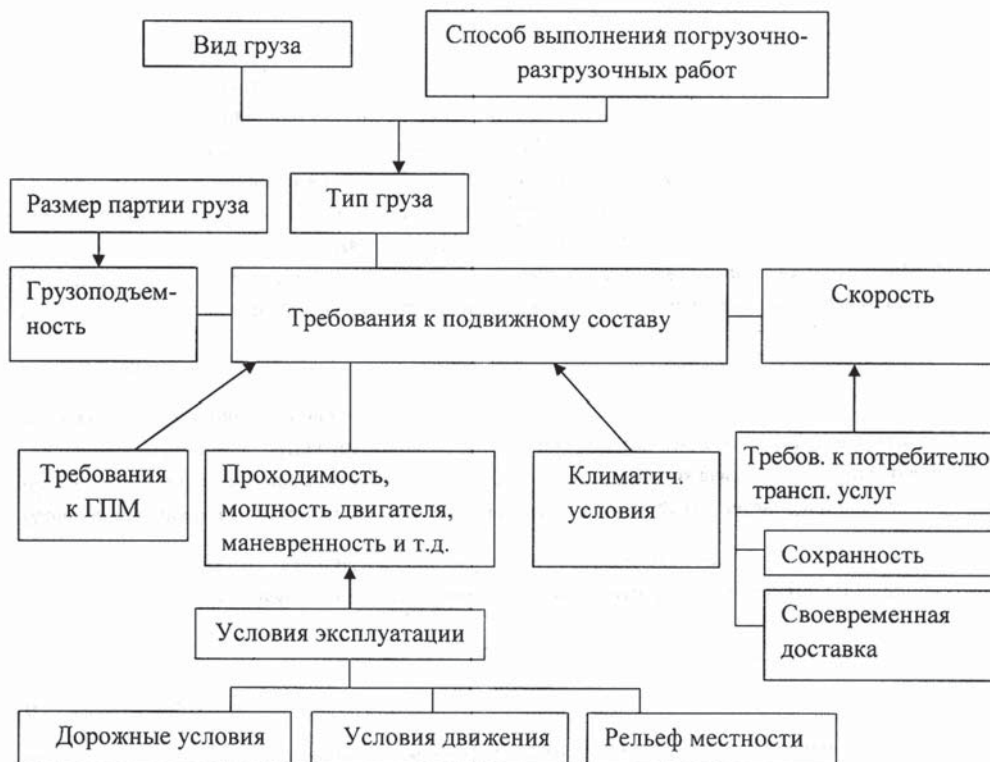 Вид груза
Способ выполнения погрузочно-
разгрузочных работ
Размер партии груза
Тип груза
Грузоподъем-
ность
Требования к подвижному составу
Скорость
Требования
к ГПМ
Проходимость,
мощность двигателя,
маневренность и т.д.
Климатич.
условия
Требов. к потребителю
трансп. услуг
Сохранность
Своевременная
доставка
Условия эксплуатации
Дорожные условия
Условия движения
Рельеф местности